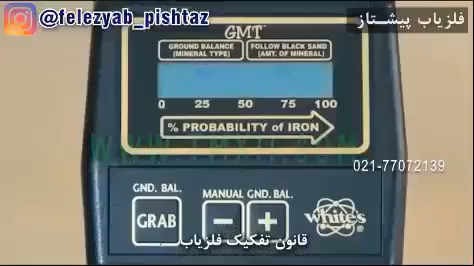 @felezyab_pishtaz
فلزیاب پیشــتاز
GMT
GROUND BALANCE
(MINERAL TYPE)
FOLLOW BLACK SAND
(AMT. OF MINERAL)
0 25 50 75 100
% PROBABILITY of IRON
021-77072139
GND. BAL.
MANUAL GND. BAL.
GRAB
- +
White's
قانون تفکیک فلزیاب